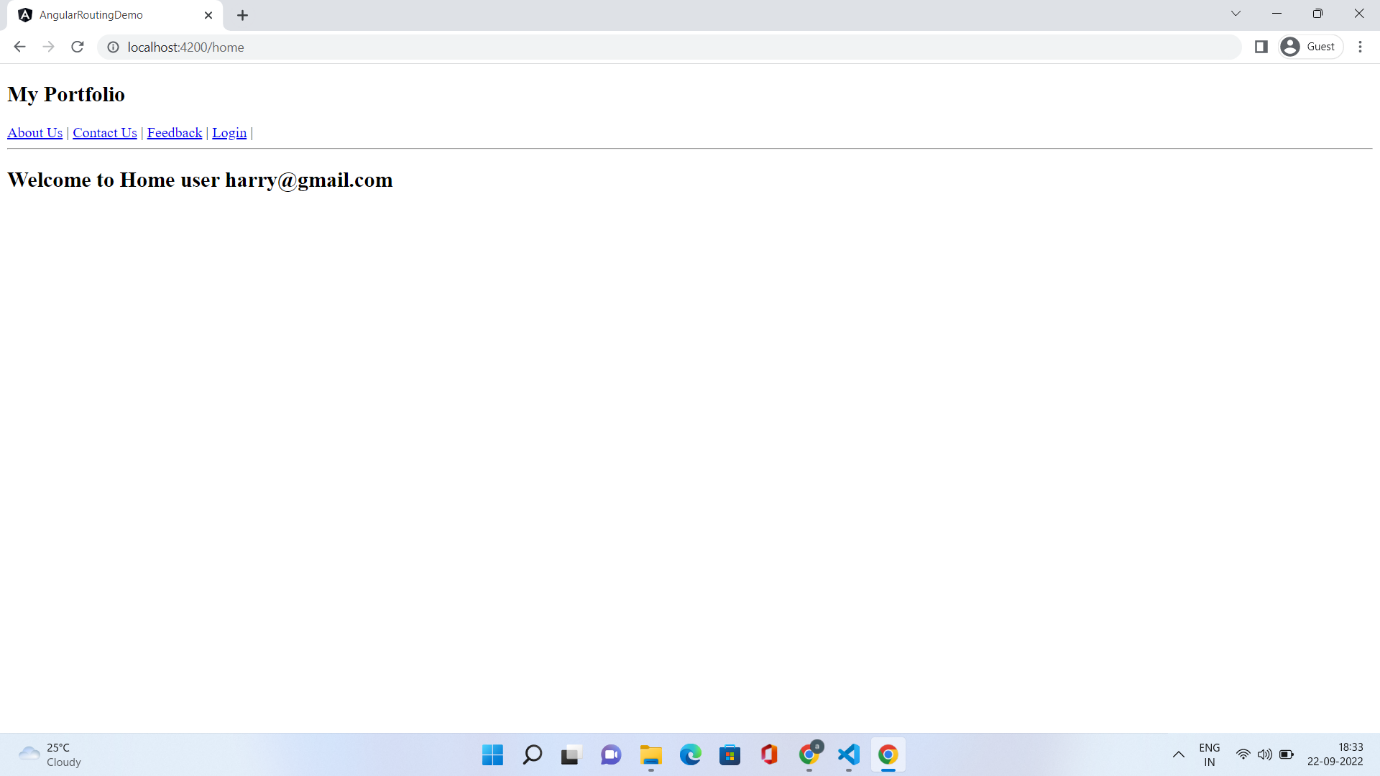 AngularRoutingDemo
localhost:4200/home
Guest
My Portfolio
About Us | Contact Us | Feedback | Login |
Welcome to Home user harry@gmail.com
25°C
Cloudy
a
ENG
IN
18:33
22-09-2022